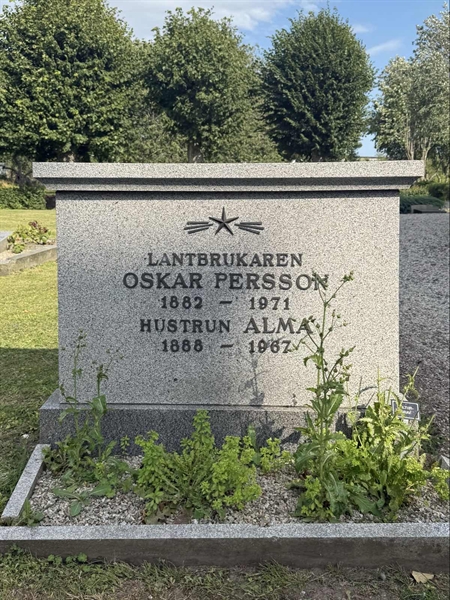 LANTBRUKAREN
OSKAR PERSSON
1882 – 1971
HUSTRUN ALMA
1888 – 1967